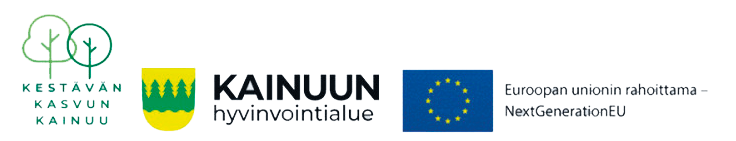 KESTÄVÄN
KASVUN
KAINUU
KAINUUN
hyvinvointialue
Euroopan unionin rahoittama –
NextGenerationEU